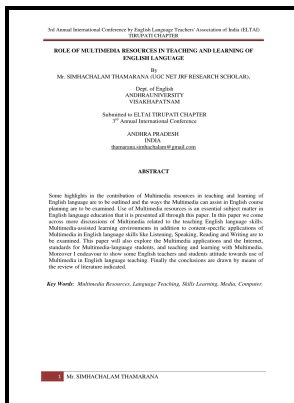 3rd Annual International Conference by English Language Teachers' Association of India (ELTAI)
TIRUPATI CHAPTER
ROLE OF MULTIMEDIA RESOURCES IN TEACHING AND LEARNING OF
ENGLISH LANGUAGE
By
Mr. SIMHACHALAM THAMARANA (UGC NET JRF RESEARCH SCHOLAR),
Dept. of English
ANDHRAUNIVERSITY
VISAKHAPATNAM
Submitted to ELTAI TIRUPATI CHAPTER
3rd Annual International Conference
ANDHRA PRADESH
INDIA
thamarana.simhachalam@gmail.com
ABSTRACT
Some highlights in the contribution of Multimedia resources in teaching and learning of
English language are to be outlined and the ways the Multimedia can assist in English course
planning are to be examined. Use of Multimedia resources is an essential subject matter in
English language education that it is presented all through this paper. In this paper we come
across more discussions of Multimedia related to the teaching English language skills.
Multimedia-assisted learning environments in addition to content-specific applications of
Multimedia in English language skills like Listening, Speaking, Reading and Writing are to
be examined. This paper will also explore the Multimedia applications and the Internet,
standards for Multimedia-language students, and teaching and learning with Multimedia.
Moreover I endeavour to show some English teachers and students attitude towards use of
Multimedia in English language teaching. Finally the conclusions are drawn by means of
the review of literature indicated.
Key Words: Multimedia Resources, Language Teaching, Skills Learning, Media, Computer.
1 Mr. SIMHACHALAM THAMARANA